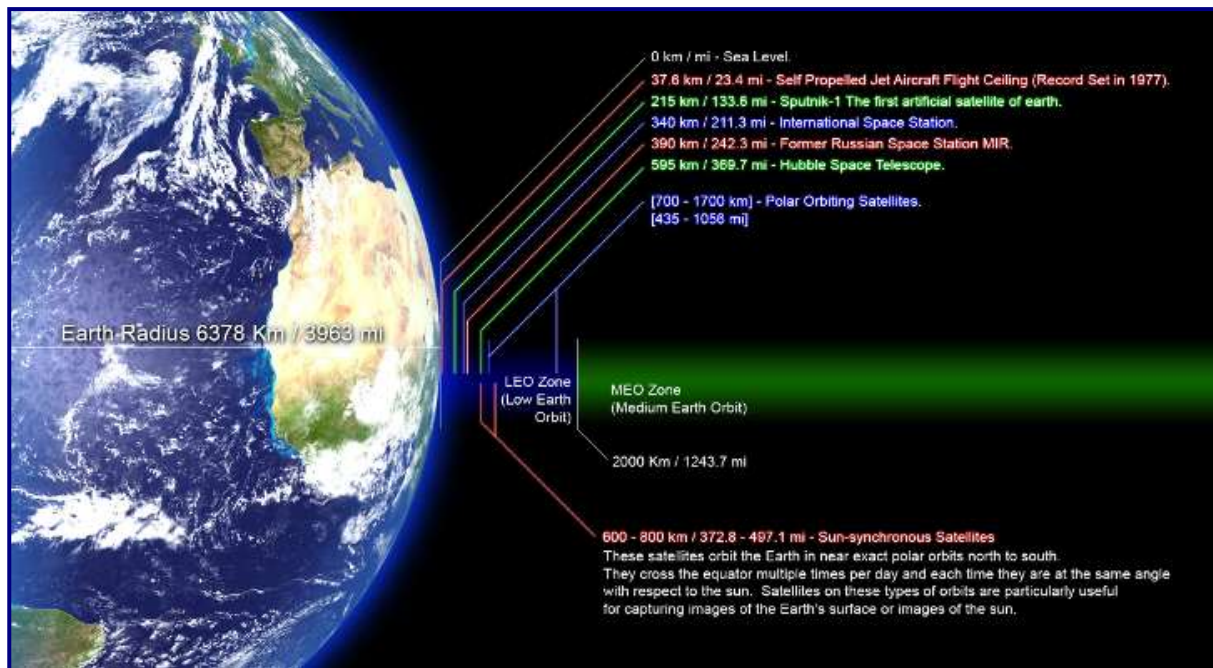 0 km / mi - Sea Level.
37.6 km / 23.4 mi - Self Propelled Jet Aircraft Flight Ceiling (Record Set in 1977).
215 km / 133.6 mi - Sputnik-1 The first artificial satellite of earth.
340 km / 211.3 mi - International Space Station.
390 km / 242.3 mi - Former Russian Space Station MIR.
595 km / 369.7 mi - Hubble Space Telescope.
[700 - 1700 km] - Polar Orbiting Satellites.
[435 - 1056 mi]
Earth Radius 6378 Km / 3963 mi
LEO Zone
(Low Earth
Orbit)
MEO Zone
(Medium Earth Orbit)
2000 Km / 1243.7 mi
600 - 800 km / 372.8 - 497.1 mi - Sun-synchronous Satellites
These satellites orbit the Earth in near exact polar orbits north to south.
They cross the equator multiple times per day and each time they are at the same angle
with respect to the sun. Satellites on these types of orbits are particularly useful
for capturing images of the Earth's surface or images of the sun.